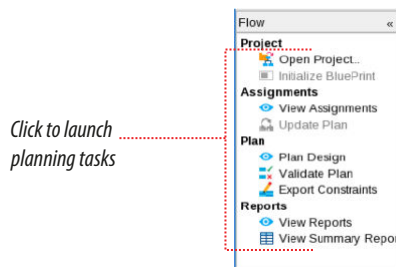 Flow «
Project
Open Project..
Initialize BluePrint
Assignments
View Assignments
Update Plan
Plan
Plan Design
Validate Plan
Export Constraints
Reports
View Reports
View Summary Repor
Click to launch
planning tasks